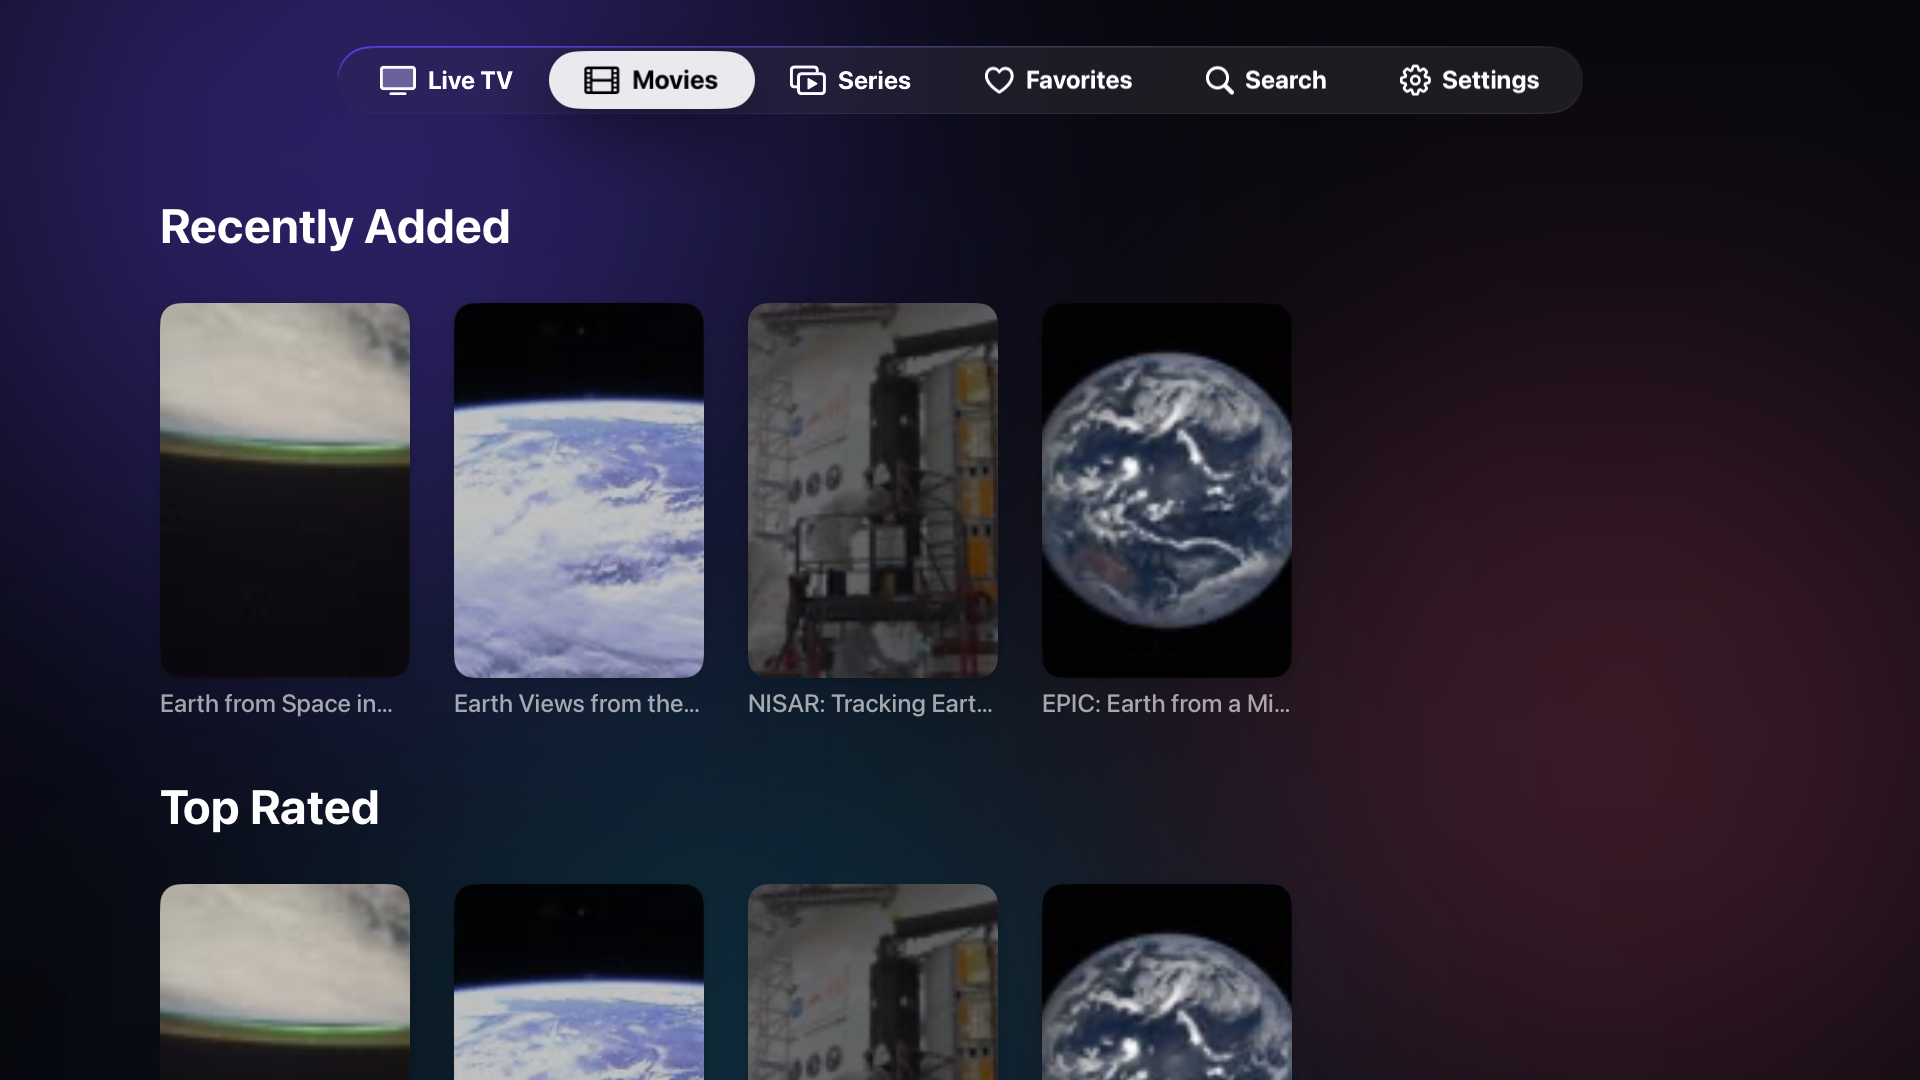 Live TV
Movies
Series
Favorites
Search
Settings
Recently Added
Earth from Space in...
Earth Views from the...
NISAR: Tracking Eart...
EPIC: Earth from a Mi...
Top Rated